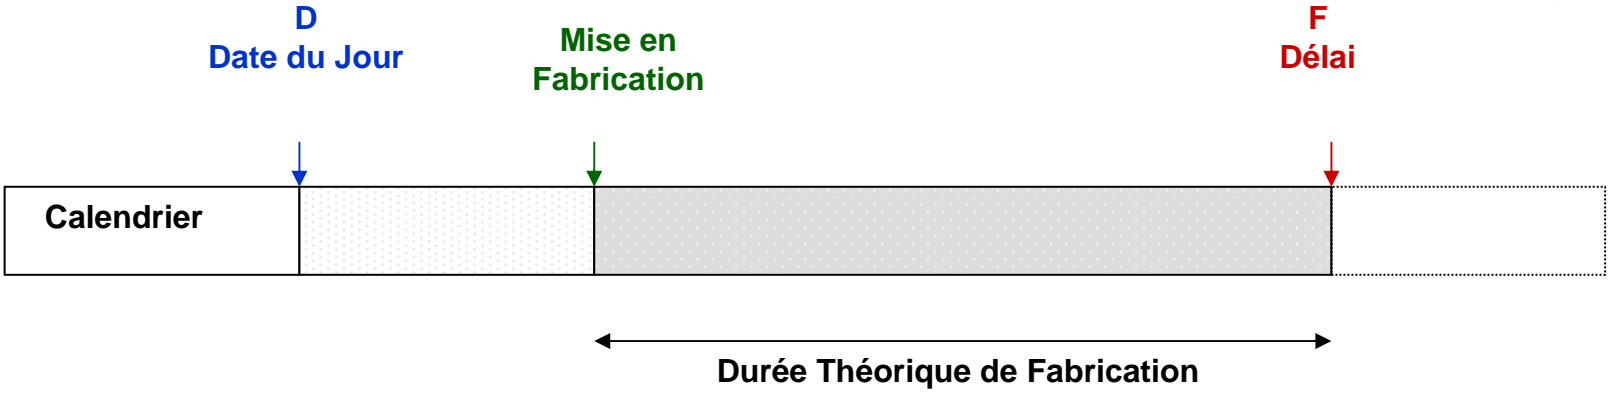 D
Date du Jour
Mise en
Fabrication
F
Délai
Calendrier
Durée Théorique de Fabrication